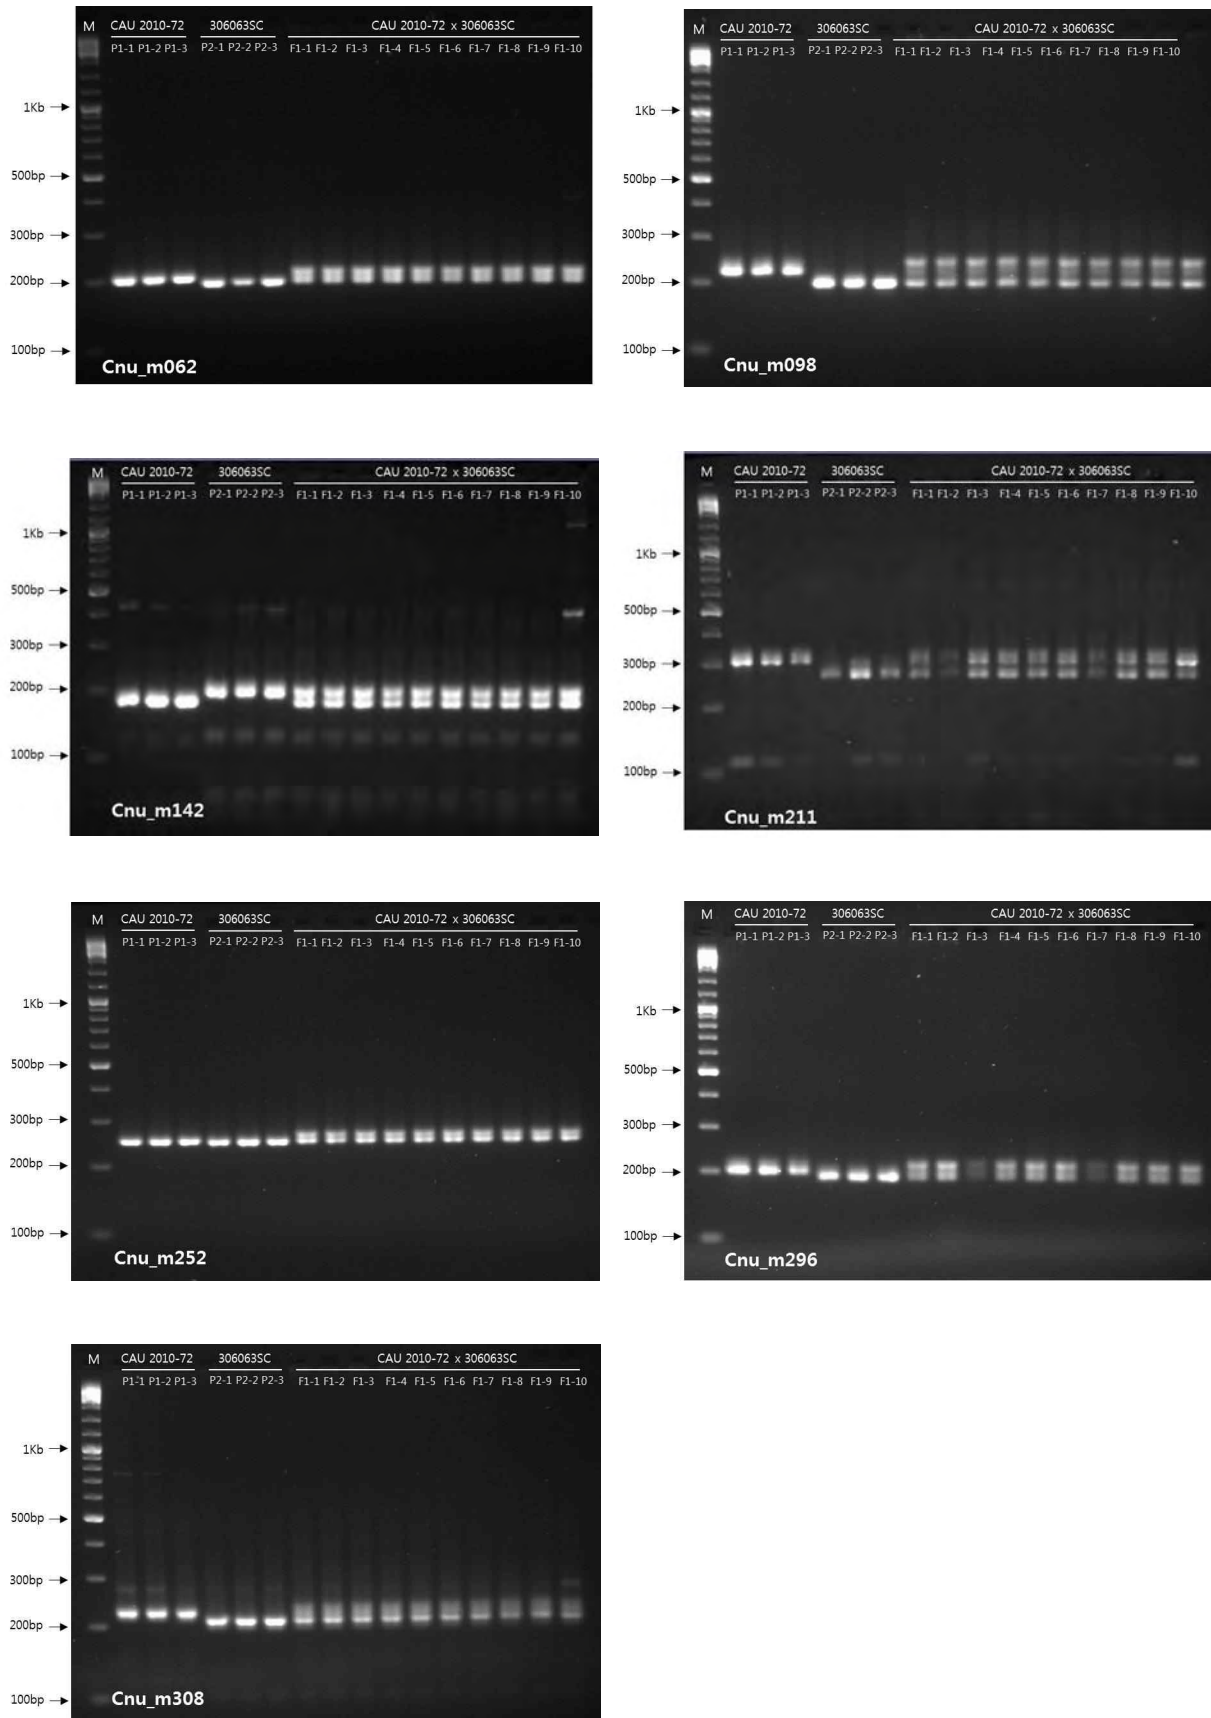 M CAU 2010-72 306063SC CAU 2010-72 x 306063SC
P1-1 P1-2 P1-3 P2-1 P2-2 P2-3 F1-1 F1-2 F1-3 F1-4 F1-5 F1-6 F1-7 F1-8 F1-9 F1-10
1Kb
500bp
300bp
200bp
100bp
Cnu_m062
M CAU 2010-72 306063SC CAU 2010-72 x 306063SC
P1-1 P1-2 P1-3 P2-1 P2-2 P2-3 F1-1 F1-2 F1-3 F1-4 F1-5 F1-6 F1-7 F1-8 F1-9 F1-10
1Kb
500bp
300bp
200bp
100bp
Cnu_m098
M CAU 2010-72 306063SC CAU 2010-72 x 306063SC
P1-1 P1-2 P1-3 P2-1 P2-2 P2-3 F1-1 F1-2 F1-3 F1-4 F1-5 F1-6 F1-7 F1-8 F1-9 F1-10
1Kb
500bp
300bp
200bp
100bp
Cnu_m142
M CAU 2010-72 306063SC CAU 2010-72 x 306063SC
P1-1 P1-2 P1-3 P2-1 P2-2 P2-3 F1-1 F1-2 F1-3 F1-4 F1-5 F1-6 F1-7 F1-8 F1-9 F1-10
1Kb
500bp
300bp
200bp
100bp
Cnu_m211
M CAU 2010-72 306063SC CAU 2010-72 x 306063SC
P1-1 P1-2 P1-3 P2-1 P2-2 P2-3 F1-1 F1-2 F1-3 F1-4 F1-5 F1-6 F1-7 F1-8 F1-9 F1-10
1Kb
500bp
300bp
200bp
100bp
Cnu_m252
M CAU 2010-72 306063SC CAU 2010-72 x 306063SC
P1-1 P1-2 P1-3 P2-1 P2-2 P2-3 F1-1 F1-2 F1-3 F1-4 F1-5 F1-6 F1-7 F1-8 F1-9 F1-10
1Kb
500bp
300bp
200bp
100bp
Cnu_m296
M CAU 2010-72 306063SC CAU 2010-72 x 306063SC
P1-1 P1-2 P1-3 P2-1 P2-2 P2-3 F1-1 F1-2 F1-3 F1-4 F1-5 F1-6 F1-7 F1-8 F1-9 F1-10
1Kb
500bp
300bp
200bp
100bp
Cnu_m308